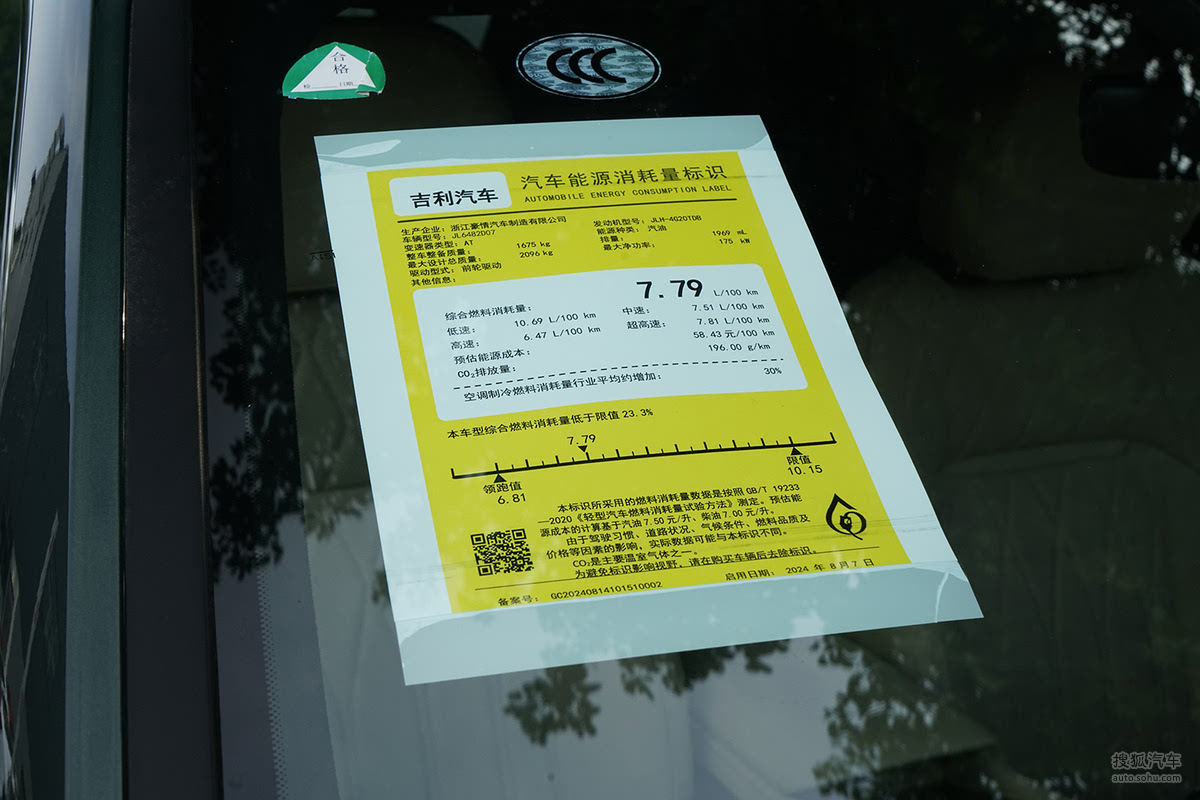 合
格
日期
CCC
吉利汽车
汽车能源消耗量标识
AUTOMOBILE ENERGY CONSUMPTION LABEL
生产企业: 浙江豪情汽车制造有限公司
车辆型号: JL6482D07
变速器类型: AT
整车整备质量: 1675 kg
最大设计总质量: 2096 kg
驱动型式: 前轮驱动
其他信息:
发动机型号: JLH-4G20TDB
能源种类: 汽油
排量: 1969 mL
最大净功率: 175 kW
综合燃料消耗量: 7.79 L/100 km
低速: 10.69 L/100 km 中速: 7.51 L/100 km
高速: 6.47 L/100 km 超高速: 7.81 L/100 km
预估能源成本: 58.43 元/100 km
CO₂排放量: 196.00 g/km
空调制冷燃料消耗量行业平均约增加: 30%
本车型综合燃料消耗量低于限值 23.3%
7.79
领跑值
6.81
限值
10.15
本标识所采用的燃料消耗量数据是按照 GB/T 19233
—2020《轻型汽车燃料消耗量试验方法》测定。预估能
源成本的计算基于汽油 7.50 元/升、柴油 7.00 元/升。
由于驾驶习惯、道路状况、气候条件、燃料品质及
价格等因素的影响,实际数据可能与本标识不同。
CO₂是主要温室气体之一。
为避免标识影响视野,请在购买车辆后去除标识。
备案号: GC20240814101510002 启用日期: 2024 年 8 月 7 日
搜狐汽车
auto.sohu.com